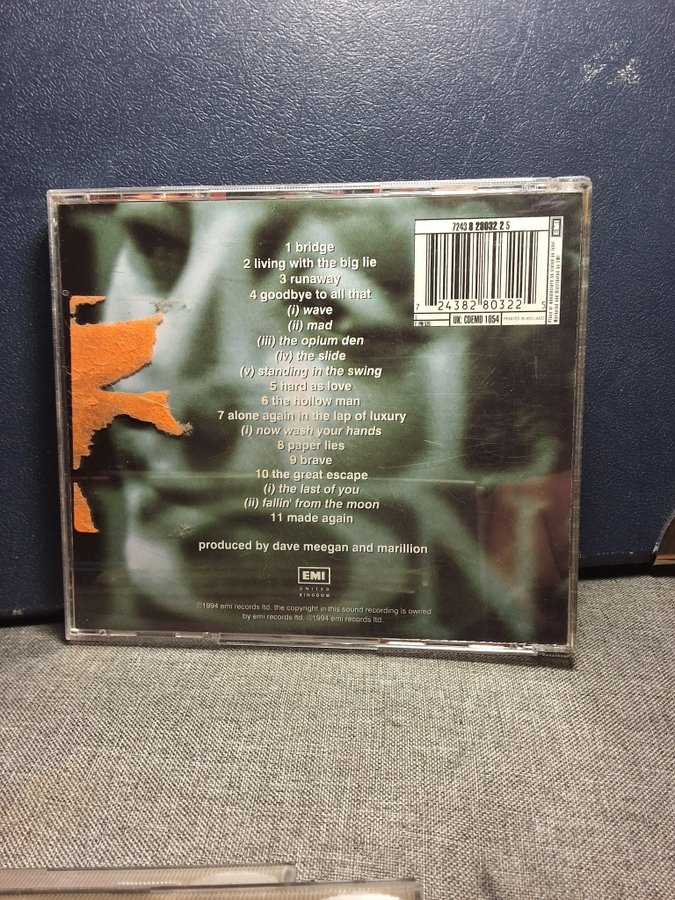 7243 8 28032 2 5
7 24382 80322 5
UK: CDEMD 1054
PRINTED IN HOLLAND
EMI
1 bridge
2 living with the big lie
3 runaway
4 goodbye to all that
(i) wave
(ii) mad
(iii) the opium den
(iv) the slide
(v) standing in the swing
5 hard as love
6 the hollow man
7 alone again in the lap of luxury
(i) now wash your hands
8 paper lies
9 brave
10 the great escape
(i) the last of you
(ii) fallin' from the moon
11 made again
produced by dave meegan and marillion
EMI
UNITED
KINGDOM
℗1994 emi records ltd. the copyright in this sound recording is owned
by emi records ltd. ©1994 emi records ltd.